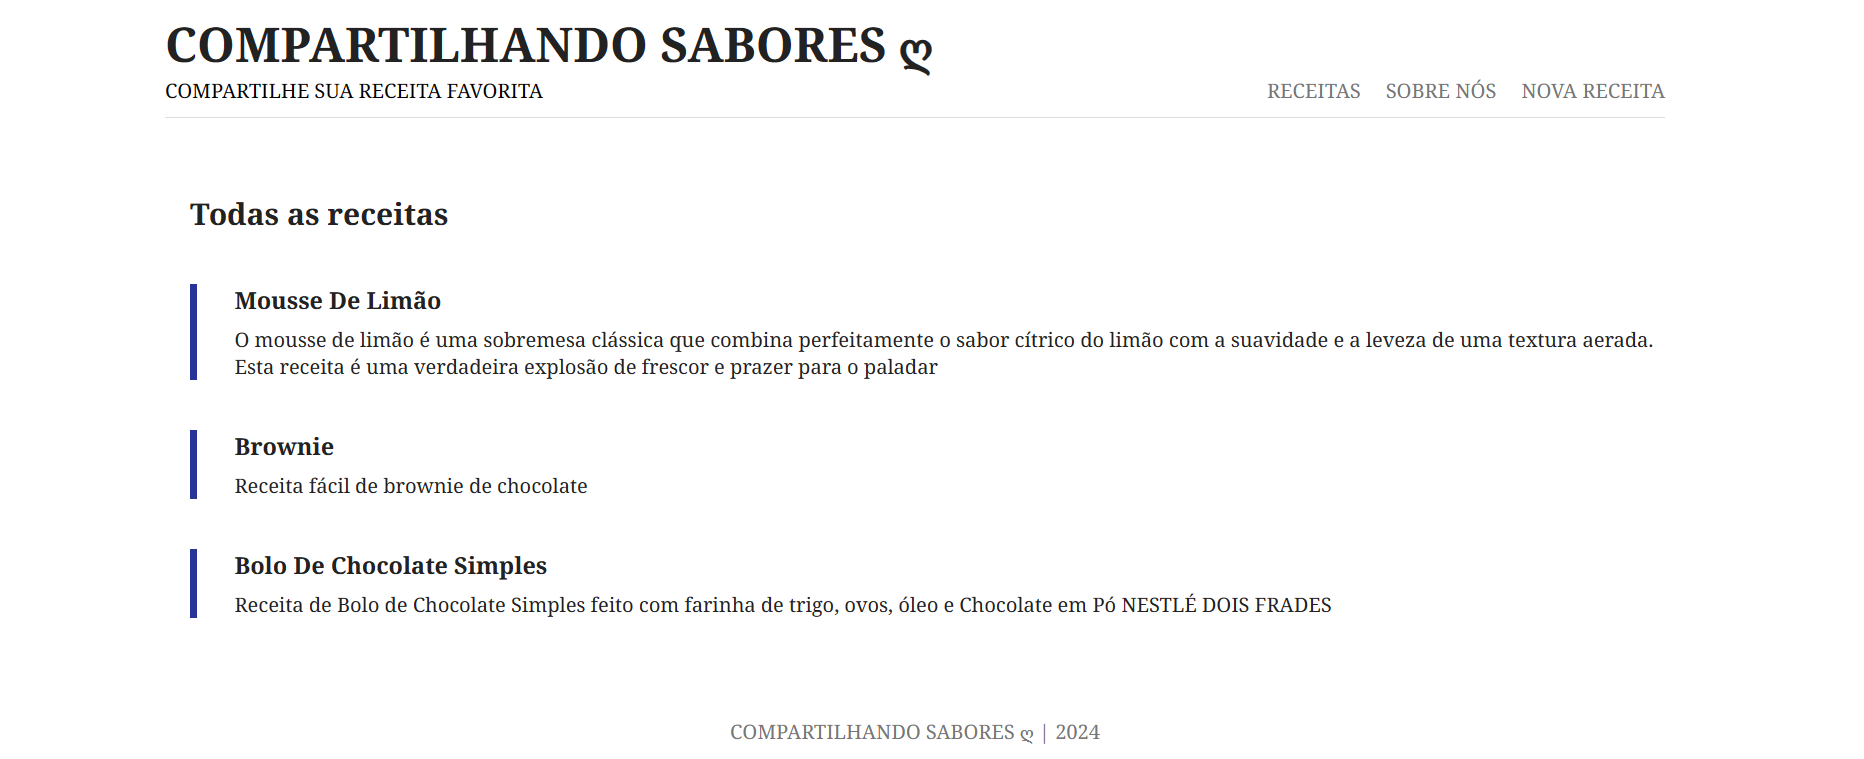 COMPARTILHANDO SABORES ღ
COMPARTILHE SUA RECEITA FAVORITA
RECEITAS SOBRE NÓS NOVA RECEITA
Todas as receitas
Mousse De Limão
O mousse de limão é uma sobremesa clássica que combina perfeitamente o sabor cítrico do limão com a suavidade e a leveza de uma textura aerada.
Esta receita é uma verdadeira explosão de frescor e prazer para o paladar
Brownie
Receita fácil de brownie de chocolate
Bolo De Chocolate Simples
Receita de Bolo de Chocolate Simples feito com farinha de trigo, ovos, óleo e Chocolate em Pó NESTLÉ DOIS FRADES
COMPARTILHANDO SABORES ღ | 2024